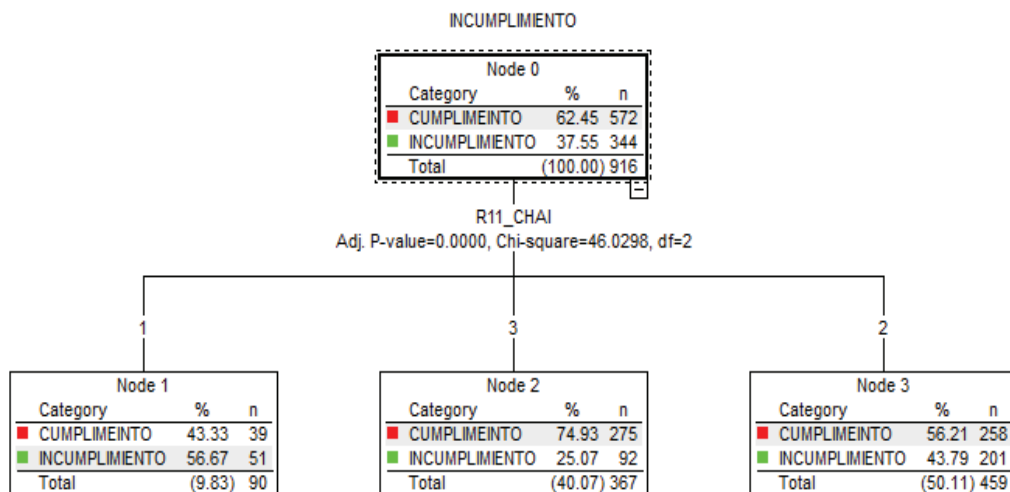 INCUMPLIMIENTO
Node 0
Category % n
CUMPLIMEINTO 62.45 572
INCUMPLIMIENTO 37.55 344
Total (100.00) 916
R11_CHAI
Adj. P-value=0.0000, Chi-square=46.0298, df=2
1
3
2
Node 1
Category % n
CUMPLIMEINTO 43.33 39
INCUMPLIMIENTO 56.67 51
Total (9.83) 90
Node 2
Category % n
CUMPLIMEINTO 74.93 275
INCUMPLIMIENTO 25.07 92
Total (40.07) 367
Node 3
Category % n
CUMPLIMEINTO 56.21 258
INCUMPLIMIENTO 43.79 201
Total (50.11) 459